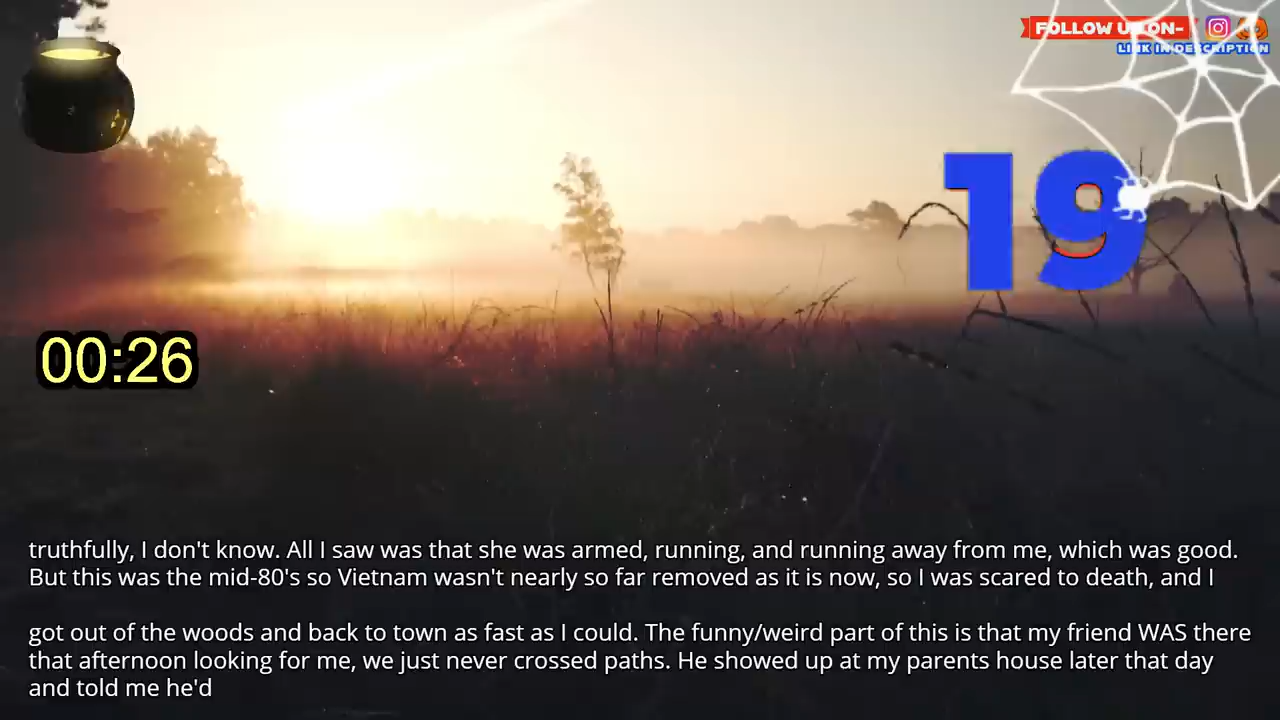 FOLLOW US ON-
LINK IN DESCRIPTION
19
00:26
truthfully, I don't know. All I saw was that she was armed, running, and running away from me, which was good.
But this was the mid-80's so Vietnam wasn't nearly so far removed as it is now, so I was scared to death, and I
got out of the woods and back to town as fast as I could. The funny/weird part of this is that my friend WAS there
that afternoon looking for me, we just never crossed paths. He showed up at my parents house later that day
and told me he'd